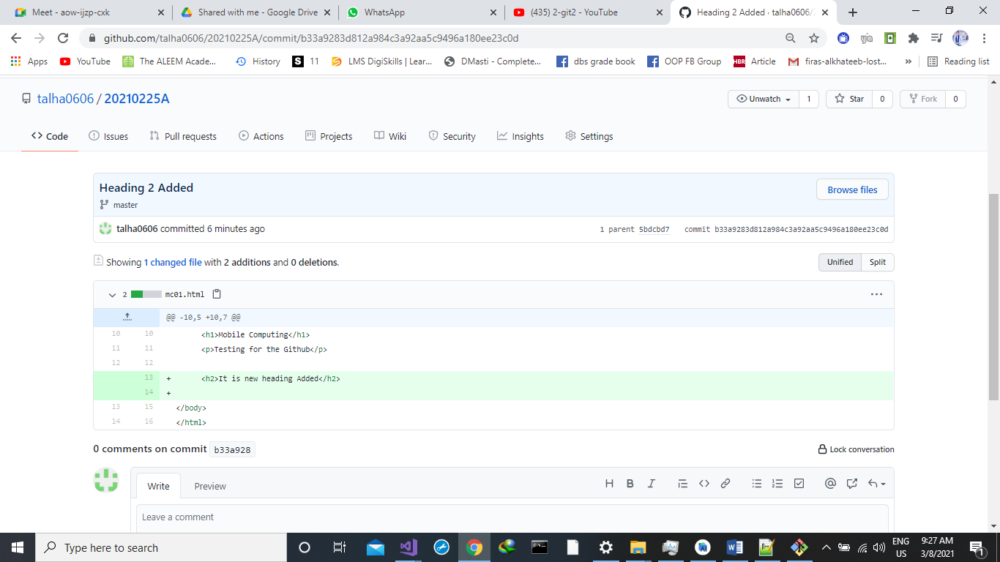 Meet - aow-ijzp-cxk
Shared with me - Google Drive
WhatsApp
(435) 2-git2 - YouTube
Heading 2 Added · talha0606/2
github.com/talha0606/20210225A/commit/b33a9283d812a984c3a92aa5c9496a180ee23c0d
Apps YouTube The ALEEM Acade... History 11 LMS DigiSkills | Lear... DMasti - Complete... dbs grade book OOP FB Group HBR Article firas-alkhateeb-lost... » Reading list
talha0606 / 20210225A Unwatch 1 Star 0 Fork 0
Code Issues Pull requests Actions Projects Wiki Security Insights Settings
Heading 2 Added
Browse files
master
talha0606 committed 6 minutes ago 1 parent 5bdcbd7 commit b33a9283d812a984c3a92aa5c9496a180ee23c0d
Showing 1 changed file with 2 additions and 0 deletions. Unified Split
2 mc01.html
@@ -10,5 +10,7 @@
10 10 <h1>Mobile Computing</h1>
11 11 <p>Testing for the Github</p>
12 12
13 + <h2>It is new heading Added</h2>
14 +
13 15 </body>
14 16 </html>
0 comments on commit b33a928 Lock conversation
Write Preview
Leave a comment
Type here to search
ENG
US
9:27 AM
3/8/2021
1